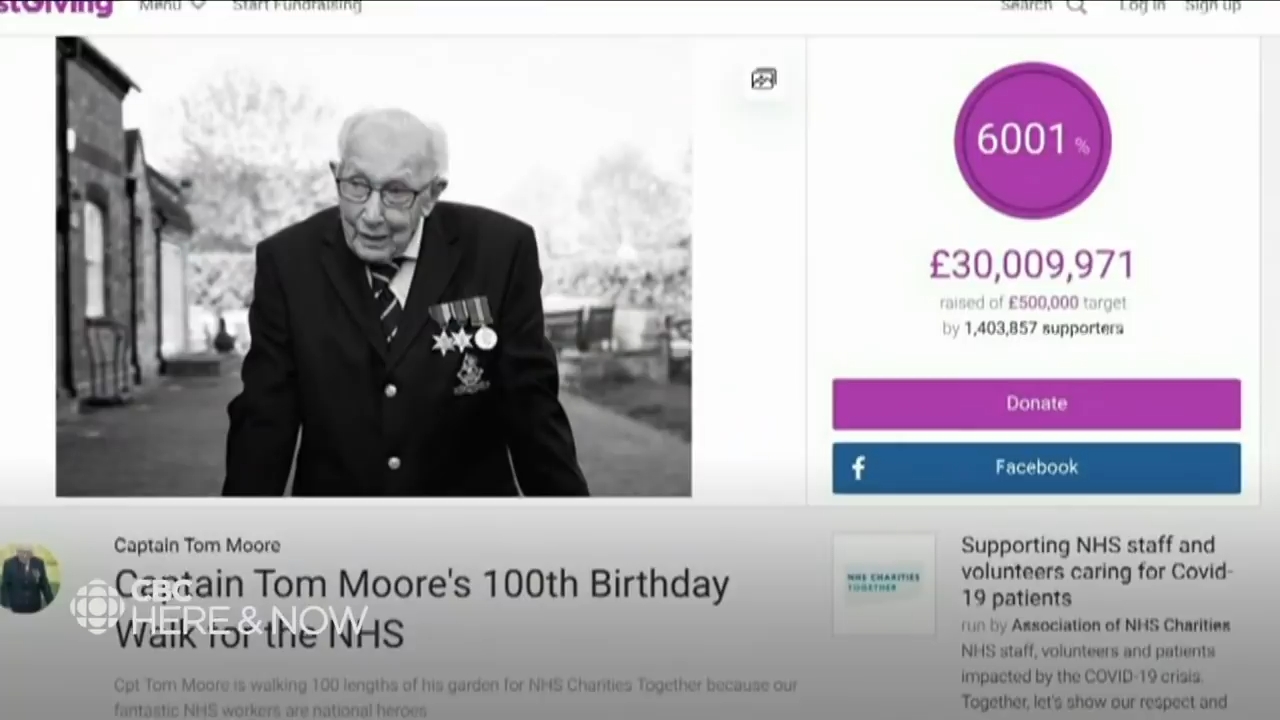 stGiving Menu Start Fundraising Search Log in Sign up
6001 %
£30,009,971
raised of £500,000 target
by 1,403,857 supporters
Donate
f Facebook
Captain Tom Moore
Captain Tom Moore's 100th Birthday
Walk for the NHS
Cpt Tom Moore is walking 100 lengths of his garden for NHS Charities Together because our
fantastic NHS workers are national heroes
CBC
HERE & NOW
NHS CHARITIES
TOGETHER
Supporting NHS staff and
volunteers caring for Covid-
19 patients
run by Association of NHS Charities
NHS staff, volunteers and patients
impacted by the COVID-19 crisis.
Together, let's show our respect and